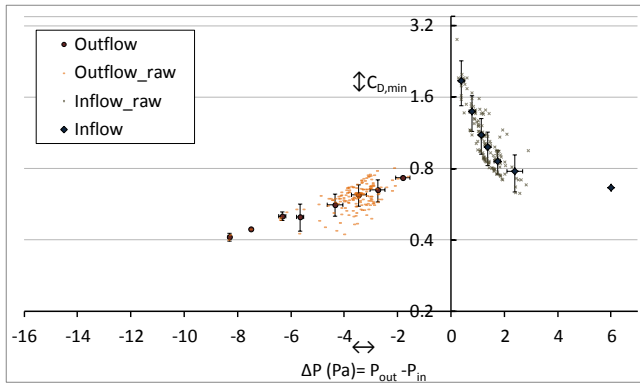 Outflow
Outflow_raw
Inflow_raw
Inflow
3.2
1.6
0.8
0.4
0.2
C_D,min
-16 -14 -12 -10 -8 -6 -4 -2 0 2 4 6
ΔP (Pa)= P_out -P_in